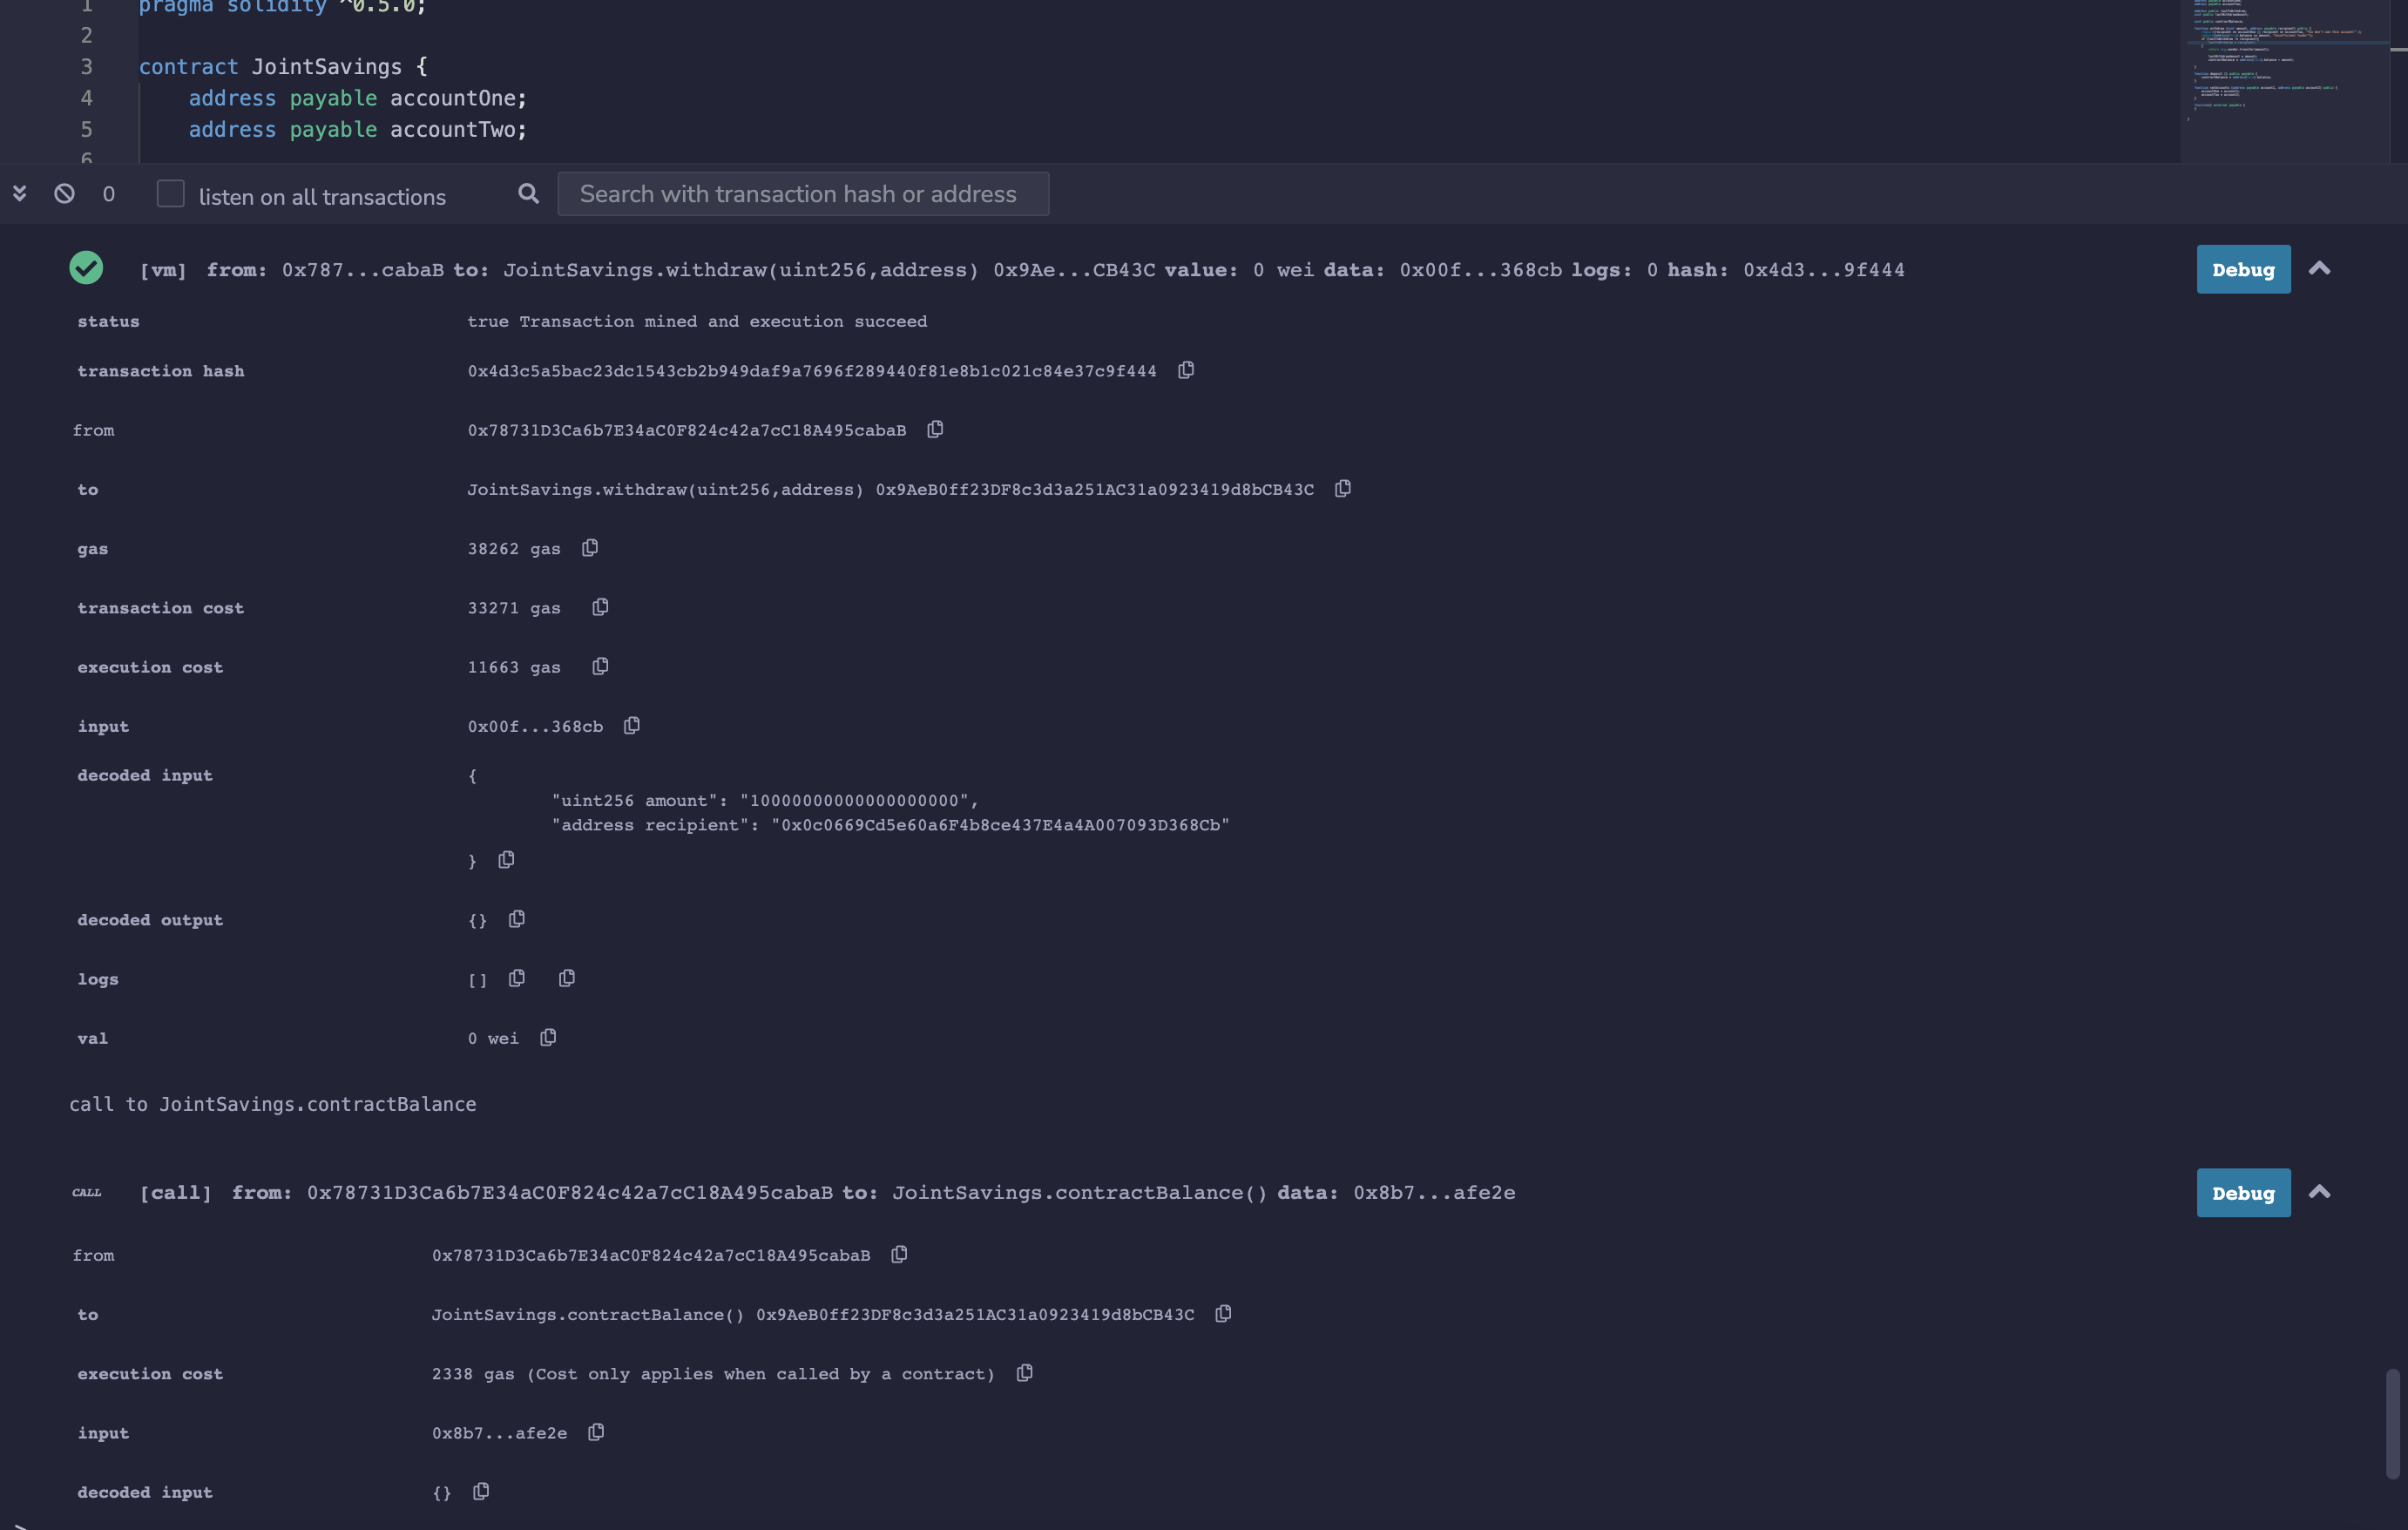 1 pragma solidity ^0.5.0;
2
3 contract JointSavings {
4 address payable accountOne;
5 address payable accountTwo;
6
0 listen on all transactions Search with transaction hash or address
[vm] from: 0x787...cabaB to: JointSavings.withdraw(uint256,address) 0x9Ae...CB43C value: 0 wei data: 0x00f...368cb logs: 0 hash: 0x4d3...9f444 Debug
status true Transaction mined and execution succeed
transaction hash 0x4d3c5a5bac23dc1543cb2b949daf9a7696f289440f81e8b1c021c84e37c9f444
from 0x78731D3Ca6b7E34aC0F824c42a7cC18A495cabaB
to JointSavings.withdraw(uint256,address) 0x9AeB0ff23DF8c3d3a251AC31a0923419d8bCB43C
gas 38262 gas
transaction cost 33271 gas
execution cost 11663 gas
input 0x00f...368cb
decoded input {
"uint256 amount": "10000000000000000000",
"address recipient": "0x0c0669Cd5e60a6F4b8ce437E4a4A007093D368Cb"
}
decoded output {}
logs []
val 0 wei
call to JointSavings.contractBalance
CALL [call] from: 0x78731D3Ca6b7E34aC0F824c42a7cC18A495cabaB to: JointSavings.contractBalance() data: 0x8b7...afe2e Debug
from 0x78731D3Ca6b7E34aC0F824c42a7cC18A495cabaB
to JointSavings.contractBalance() 0x9AeB0ff23DF8c3d3a251AC31a0923419d8bCB43C
execution cost 2338 gas (Cost only applies when called by a contract)
input 0x8b7...afe2e
decoded input {}